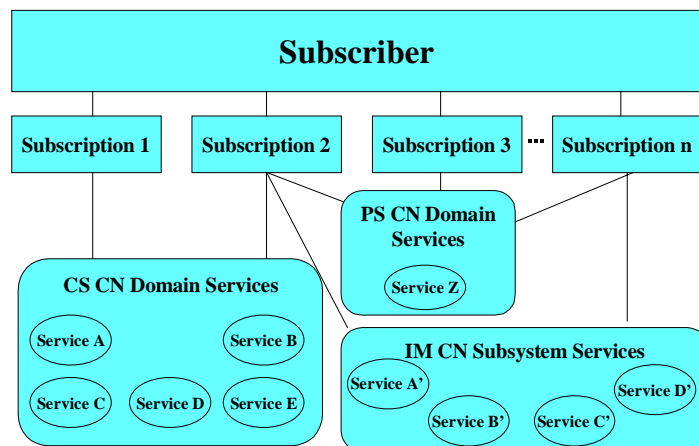 Subscriber
Subscription 1
Subscription 2
Subscription 3
...
Subscription n
PS CN Domain
Services
Service Z
CS CN Domain Services
Service A
Service B
Service C
Service D
Service E
IM CN Subsystem Services
Service A’
Service B’
Service C’
Service D’